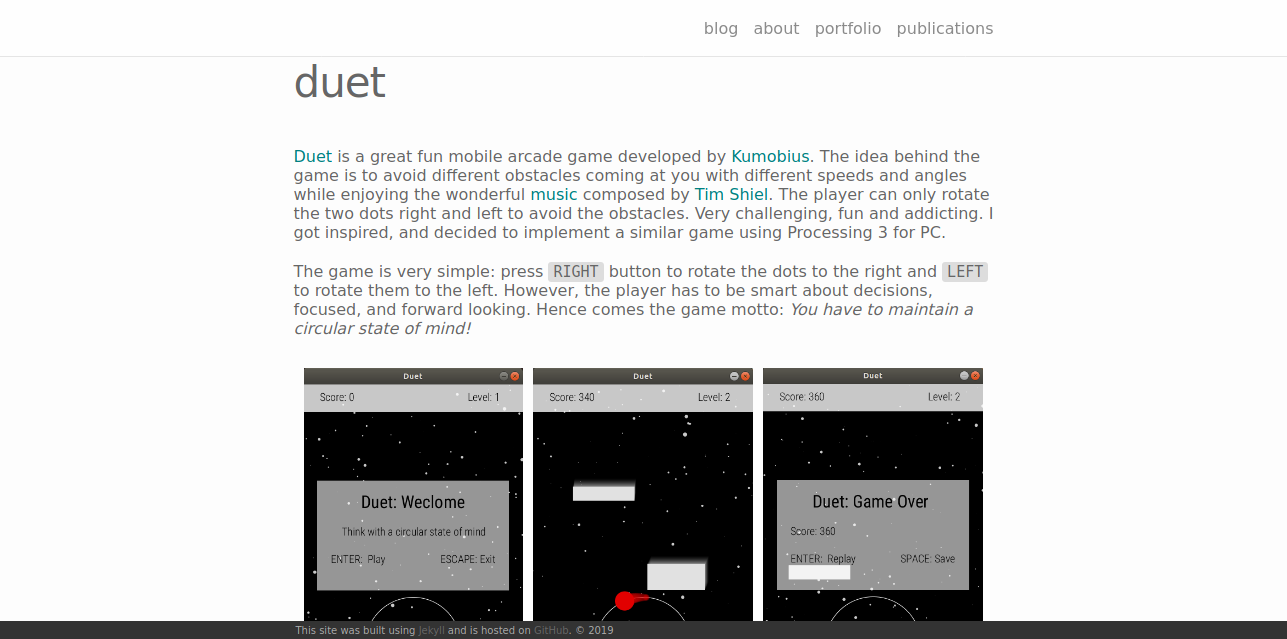 blog about portfolio publications
duet
Duet is a great fun mobile arcade game developed by Kumobius. The idea behind the
game is to avoid different obstacles coming at you with different speeds and angles
while enjoying the wonderful music composed by Tim Shiel. The player can only rotate
the two dots right and left to avoid the obstacles. Very challenging, fun and addicting. I
got inspired, and decided to implement a similar game using Processing 3 for PC.
The game is very simple: press RIGHT button to rotate the dots to the right and LEFT
to rotate them to the left. However, the player has to be smart about decisions,
focused, and forward looking. Hence comes the game motto: You have to maintain a
circular state of mind!
Duet
Score: 0 Level: 1
Duet: Weclome
Think with a circular state of mind
ENTER: Play ESCAPE: Exit
Duet
Score: 340 Level: 2
Duet
Score: 360 Level: 2
Duet: Game Over
Score: 360
ENTER: Replay SPACE: Save
This site was built using Jekyll and is hosted on GitHub. © 2019